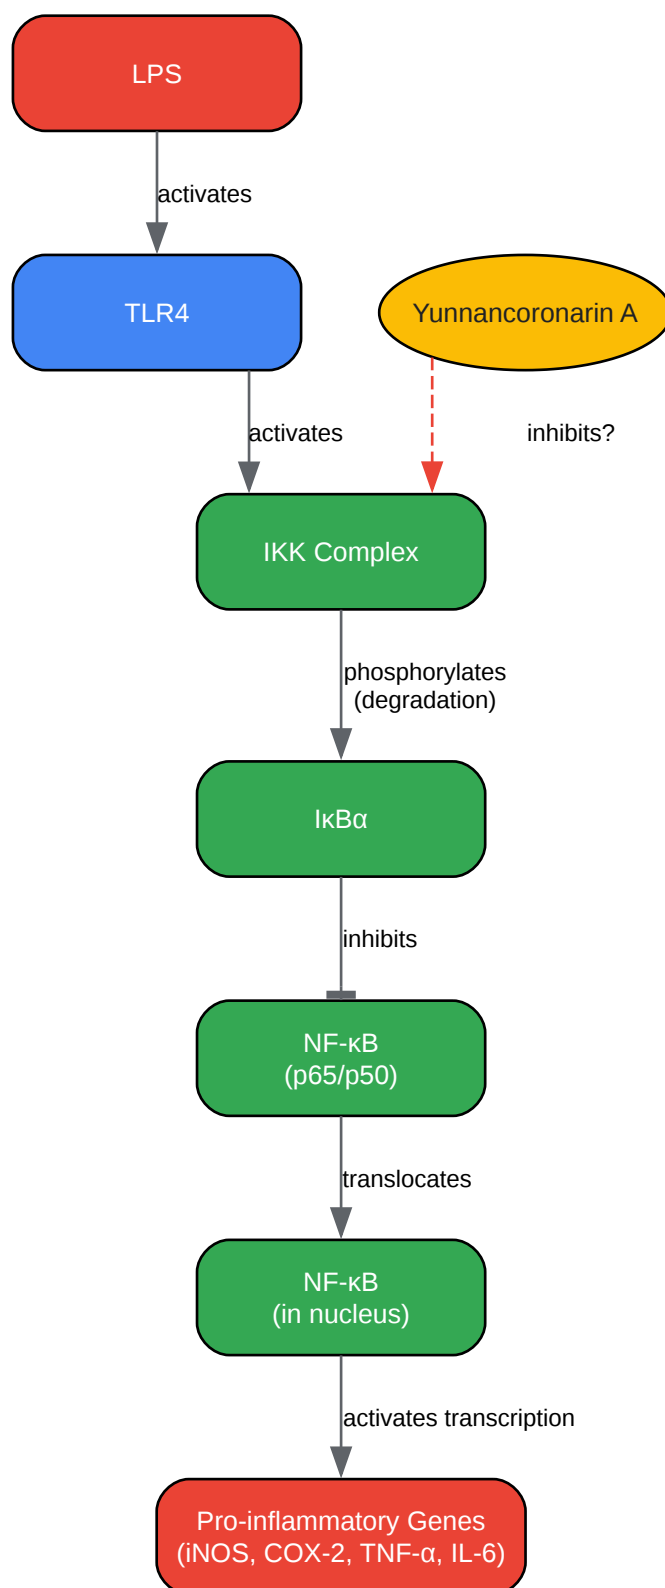 LPS
activates
TLR4
Yunnancoronarin A
activates
inhibits?
IKK Complex
phosphorylates
(degradation)
IκBα
inhibits
NF-κB
(p65/p50)
translocates
NF-κB
(in nucleus)
activates transcription
Pro-inflammatory Genes
(iNOS, COX-2, TNF-α, IL-6)